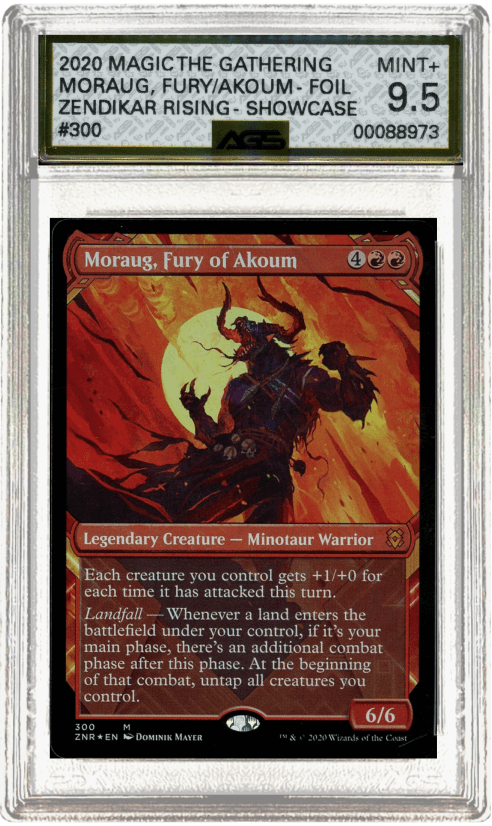 2020 MAGIC THE GATHERING MINT+
MORAUG, FURY/AKOUM - FOIL
ZENDIKAR RISING - SHOWCASE 9.5
#300 AGS 00088973
Moraug, Fury of Akoum 4
Legendary Creature — Minotaur Warrior
Each creature you control gets +1/+0 for
each time it has attacked this turn.
Landfall — Whenever a land enters the
battlefield under your control, if it's your
main phase, there's an additional combat
phase after this phase. At the beginning
of that combat, untap all creatures you
control.
6/6
300 M
ZNR★EN Dominik Mayer ™ & © 2020 Wizards of the Coast